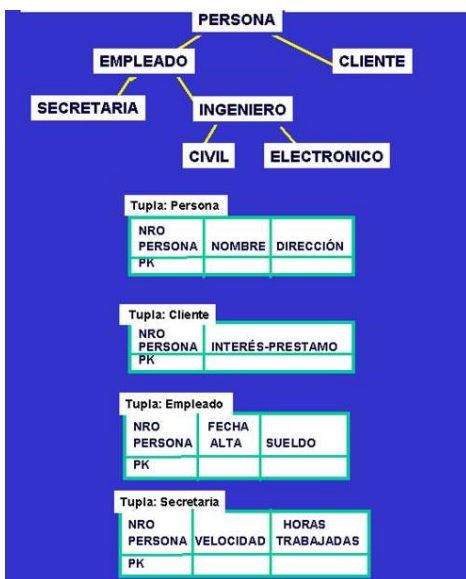 PERSONA
EMPLEADO CLIENTE
SECRETARIA INGENIERO
CIVIL ELECTRONICO
Tupla: Persona
NRO
PERSONA NOMBRE DIRECCIÓN
PK
Tupla: Cliente
NRO
PERSONA INTERÉS-PRESTAMO
PK
Tupla: Empleado
NRO FECHA
PERSONA ALTA SUELDO
PK
Tupla: Secretaria
NRO HORAS
PERSONA VELOCIDAD TRABAJADAS
PK